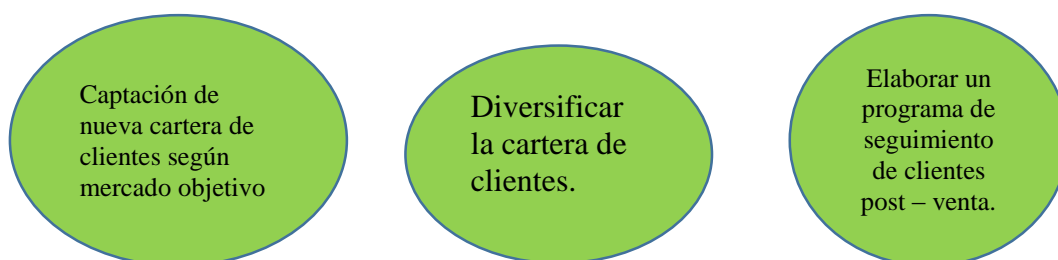 Captación de
nueva cartera de
clientes según
mercado objetivo
Diversificar
la cartera de
clientes.
Elaborar un
programa de
seguimiento
de clientes
post – venta.